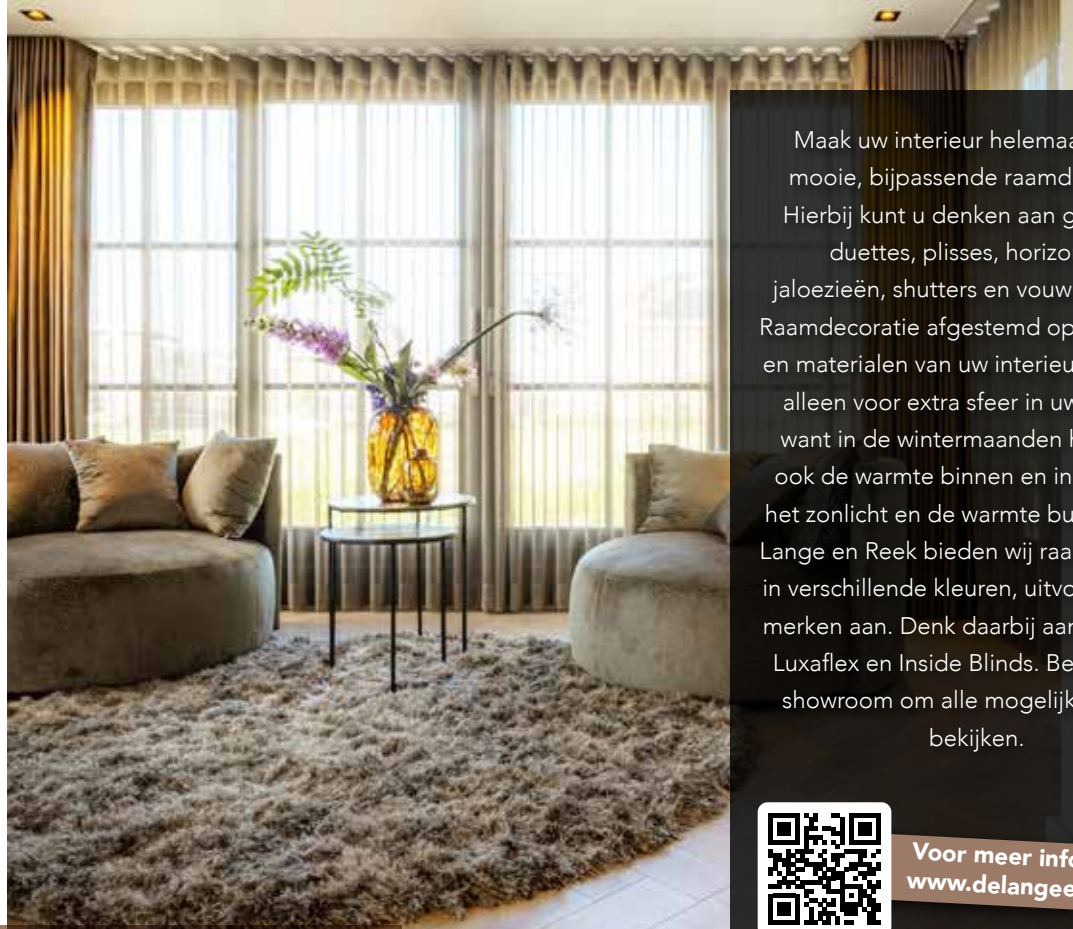 Maak uw interieur helemaa
mooie, bijpassende raamd
Hierbij kunt u denken aan g
duettes, plisses, horizo
jaloezieën, shutters en vouw
Raamdecoratie afgestemd op
en materialen van uw interieu
alleen voor extra sfeer in uw
want in de wintermaanden h
ook de warmte binnen en in
het zonlicht en de warmte bu
Lange en Reek bieden wij raa
in verschillende kleuren, uitvo
merken aan. Denk daarbij aan
Luxaflex en Inside Blinds. Be
showroom om alle mogelijk
bekijken.
Voor meer info
www.delangee